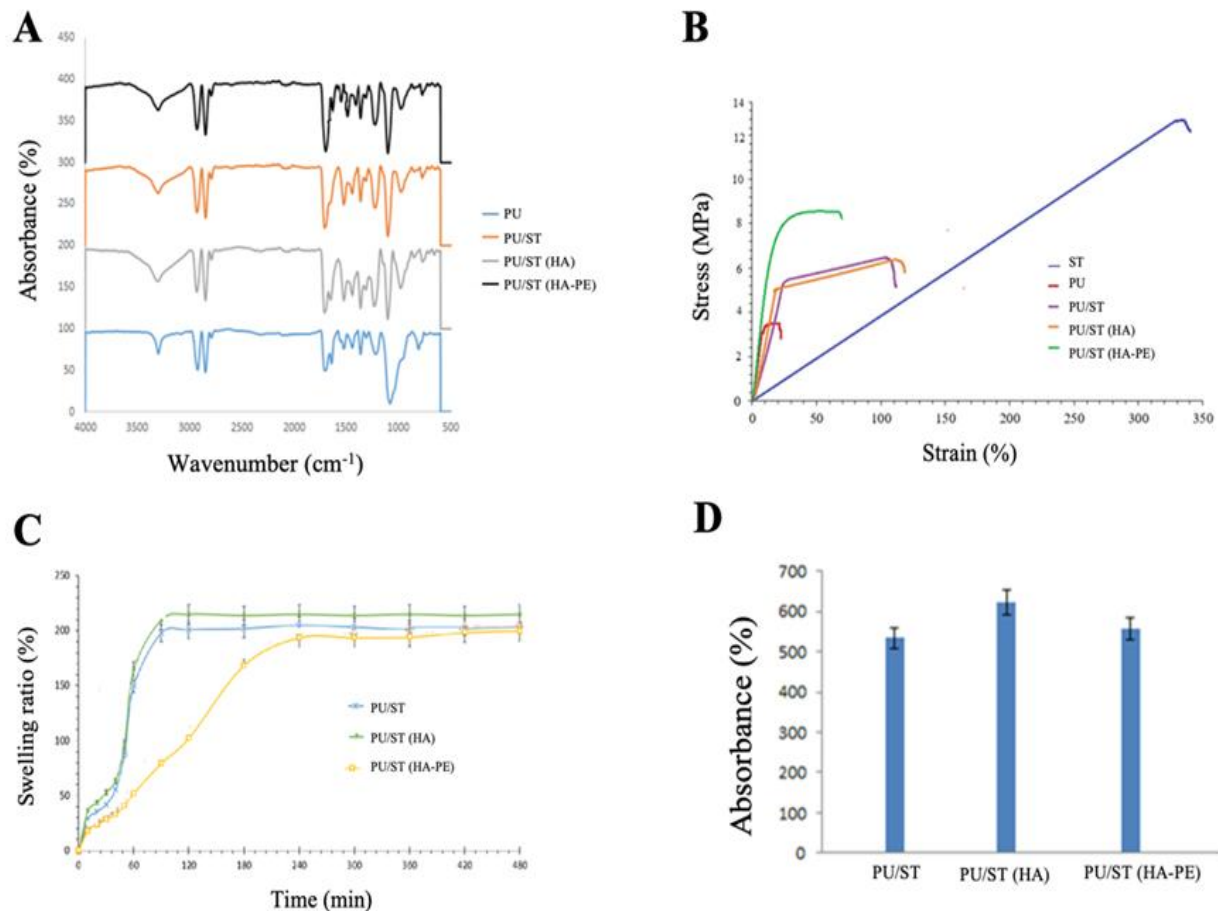 A
450
400
350
300
250
200
150
100
50
0
4000
3500
3000
2500
2000
1500
1000
500
Absorbance (%)
Wavenumber (cm-1)
PU
PU/ST
PU/ST (HA)
PU/ST (HA-PE)
B
14
12
10
8
6
4
2
0
0
50
100
150
200
250
300
350
Stress (MPa)
Strain (%)
ST
PU
PU/ST
PU/ST (HA)
PU/ST (HA-PE)
C
250
200
150
100
50
0
0
60
120
180
240
300
360
420
480
Swelling ratio (%)
Time (min)
PU/ST
PU/ST (HA)
PU/ST (HA-PE)
D
700
600
500
400
300
200
100
0
Absorbance (%)
PU/ST
PU/ST (HA)
PU/ST (HA-PE)